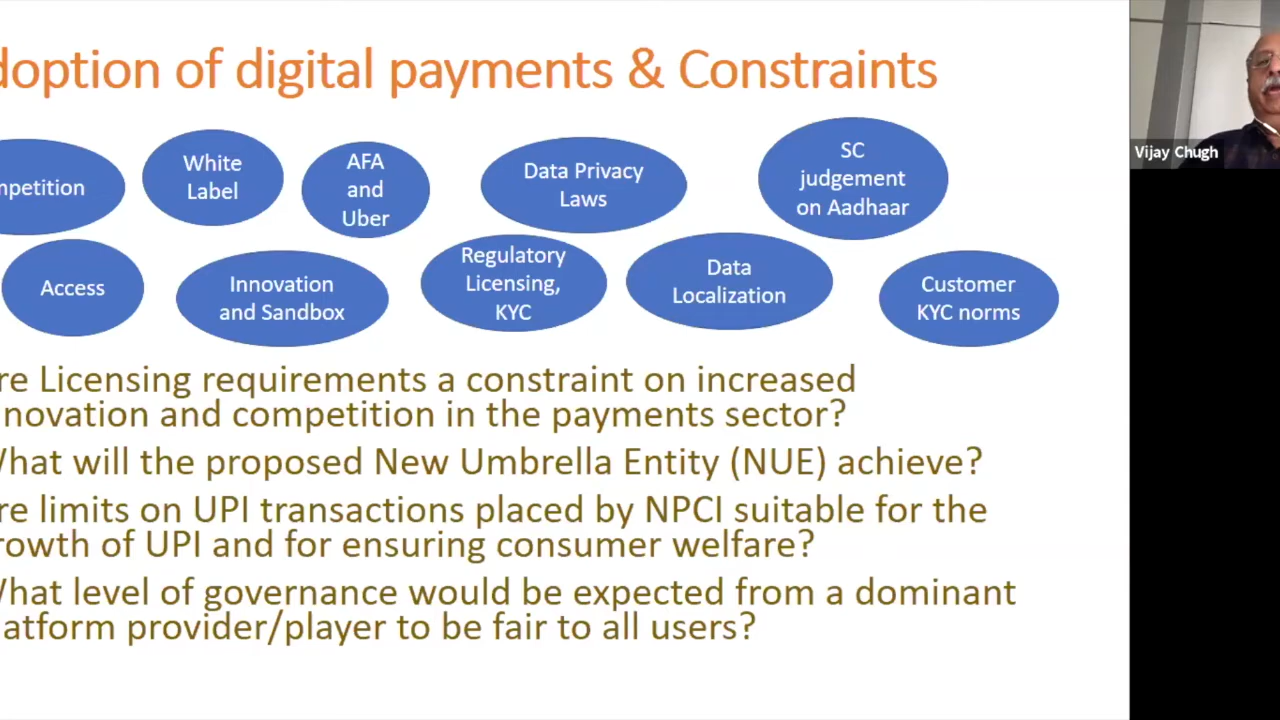 doption of digital payments & Constraints
mpetition
White
Label
AFA
and
Uber
Data Privacy
Laws
SC
judgement
on Aadhaar
Access
Innovation
and Sandbox
Regulatory
Licensing,
KYC
Data
Localization
Customer
KYC norms
re Licensing requirements a constraint on increased
novation and competition in the payments sector?
What will the proposed New Umbrella Entity (NUE) achieve?
re limits on UPI transactions placed by NPCI suitable for the
rowth of UPI and for ensuring consumer welfare?
What level of governance would be expected from a dominant
latform provider/player to be fair to all users?
Vijay Chugh